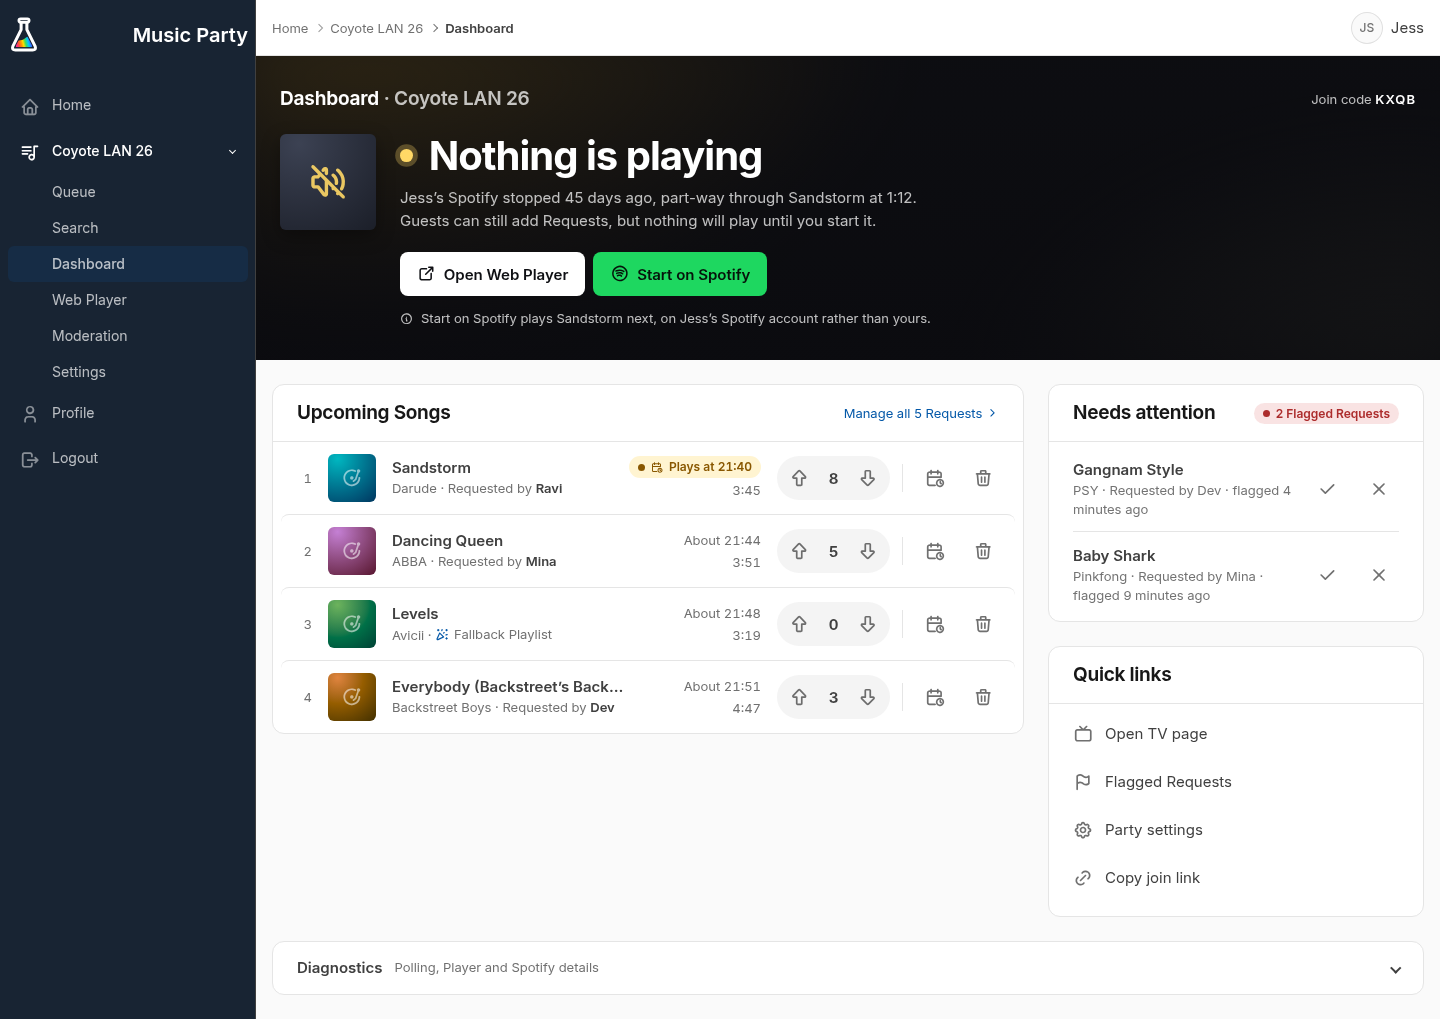 Music Party
Home
Coyote LAN 26
Queue
Search
Dashboard
Web Player
Moderation
Settings
Profile
Logout
Home
Coyote LAN 26
Dashboard
JS
Jess
Dashboard · Coyote LAN 26
Join code KXQB
Nothing is playing
Jess’s Spotify stopped 45 days ago, part-way through Sandstorm at 1:12.
Guests can still add Requests, but nothing will play until you start it.
Open Web Player
Start on Spotify
Start on Spotify plays Sandstorm next, on Jess’s Spotify account rather than yours.
Upcoming Songs
Manage all 5 Requests
1
Sandstorm
Darude · Requested by Ravi
Plays at 21:40
3:45
8
2
Dancing Queen
ABBA · Requested by Mina
About 21:44
3:51
5
3
Levels
Avicii · Fallback Playlist
About 21:48
3:19
0
4
Everybody (Backstreet’s Back...
Backstreet Boys · Requested by Dev
About 21:51
4:47
3
Needs attention
2 Flagged Requests
Gangnam Style
PSY · Requested by Dev · flagged 4
minutes ago
Baby Shark
Pinkfong · Requested by Mina ·
flagged 9 minutes ago
Quick links
Open TV page
Flagged Requests
Party settings
Copy join link
Diagnostics
Polling, Player and Spotify details